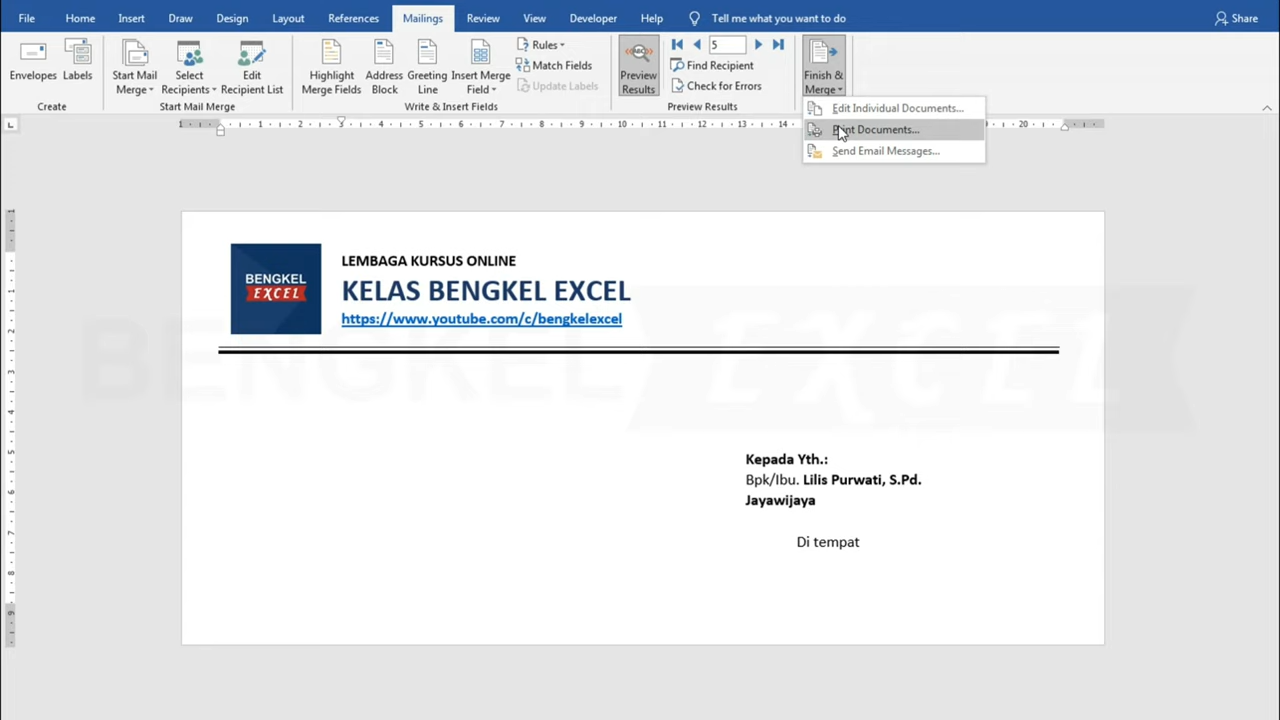 File Home Insert Draw Design Layout References Mailings Review View Developer Help Tell me what you want to do Share
Envelopes Labels
Create
Start Mail Merge Select Recipients Edit Recipient List
Start Mail Merge
Highlight Merge Fields Address Block Greeting Line Insert Merge Field
Rules
Match Fields
Update Labels
Write & Insert Fields
Preview Results
5
Find Recipient
Check for Errors
Preview Results
Finish & Merge
Edit Individual Documents...
Print Documents...
Send Email Messages...
BENGKEL
EXCEL
LEMBAGA KURSUS ONLINE
KELAS BENGKEL EXCEL
https://www.youtube.com/c/bengkelexcel
BENGKEL EXCEL
Kepada Yth.:
Bpk/Ibu. Lilis Purwati, S.Pd.
Jayawijaya
Di tempat